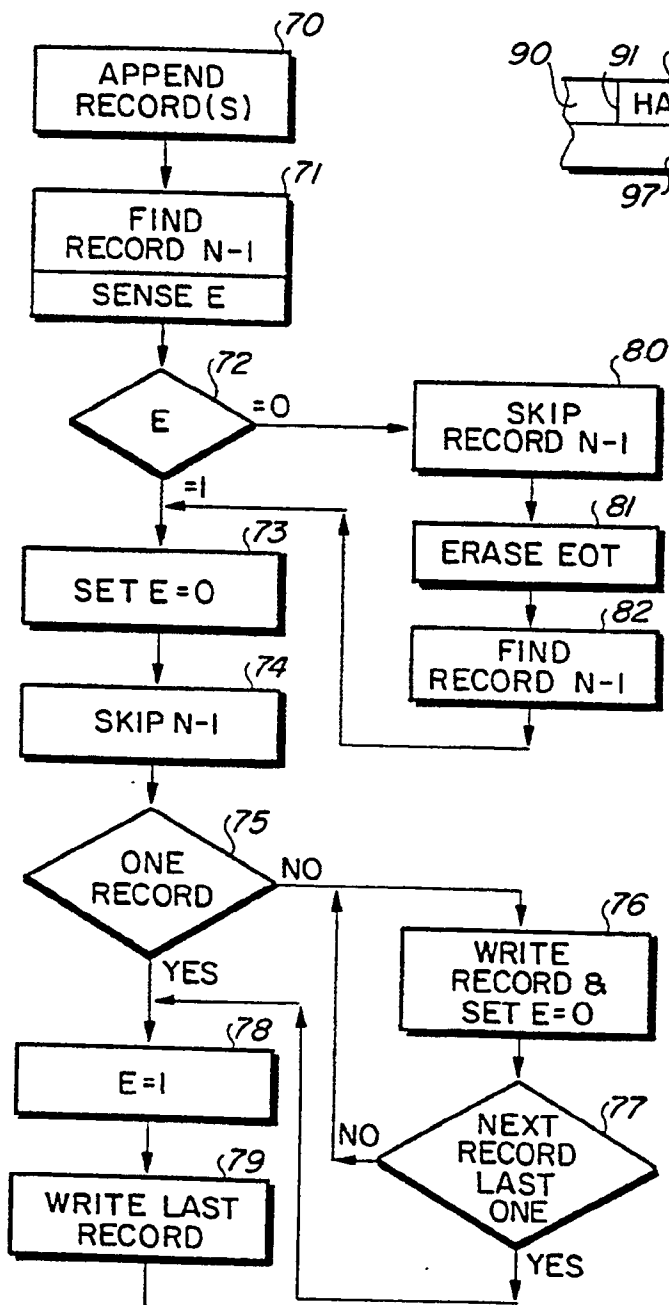 70
APPEND
RECORD(S)
90
91
HA
97
71
FIND
RECORD N-1
SENSE E
72
E
=0
=1
80
SKIP
RECORD N-1
81
ERASE EOT
82
FIND
RECORD N-1
73
SET E=0
74
SKIP N-1
75
ONE
RECORD
NO
YES
76
WRITE
RECORD &
SET E=0
77
NEXT
RECORD
LAST
ONE
NO
YES
78
E=1
79
WRITE LAST
RECORD